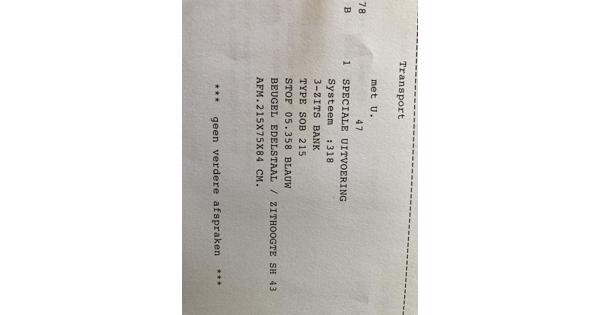 Transport
met U.
78 47
B 1 SPECIALE UITVOERING
Systeem :318
3-ZITS BANK
TYPE SOB 215
STOF 05.358 BLAUW
BEUGEL EDELSTAAL / ZITHOOGTE SH 43
AFM.215X75X84 CM.
*** geen verdere afspraken ***